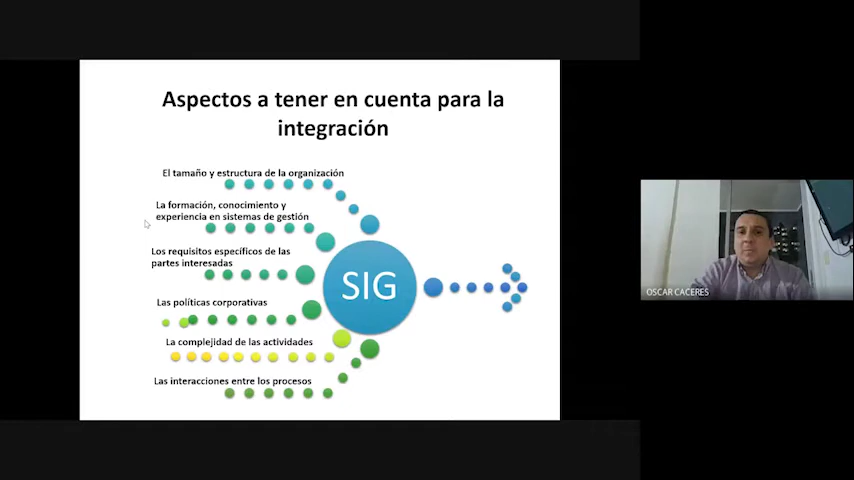 Aspectos a tener en cuenta para la
integración
El tamaño y estructura de la organización
La formación, conocimiento y
experiencia en sistemas de gestión
Los requisitos específicos de las
partes interesadas
Las políticas corporativas
La complejidad de las actividades
Las interacciones entre los procesos
SIG
OSCAR CACERES